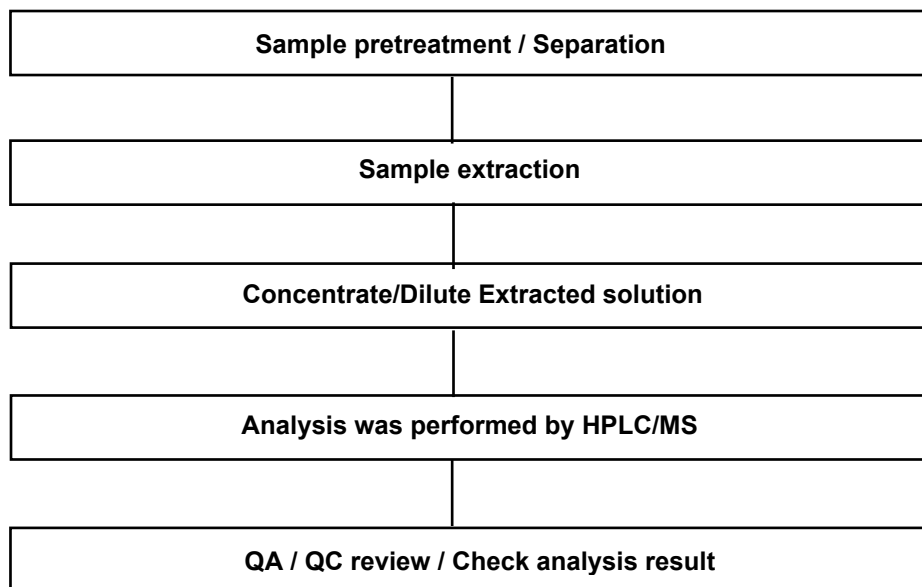 Sample pretreatment / Separation
Sample extraction
Concentrate/Dilute Extracted solution
Analysis was performed by HPLC/MS
QA / QC review / Check analysis result